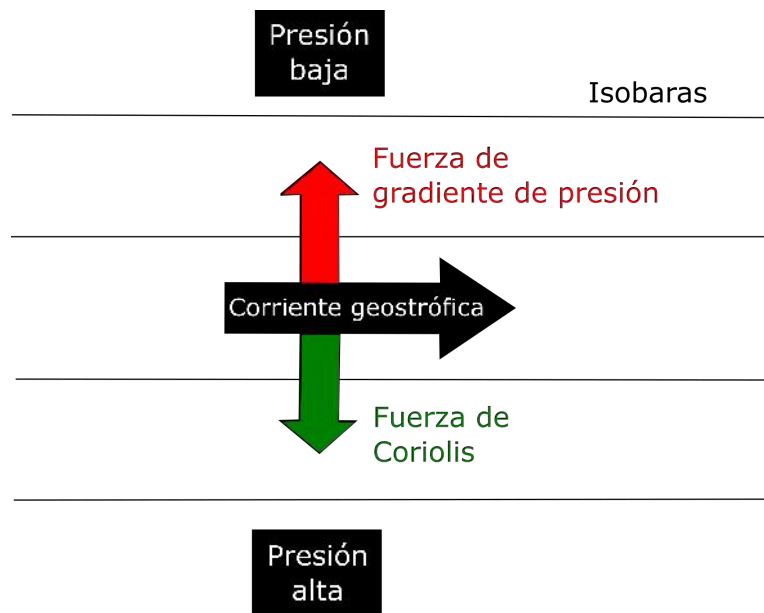 Presión
baja
Isobaras
Fuerza de
gradiente de presión
Corriente geostrófica
Fuerza de
Coriolis
Presión
alta